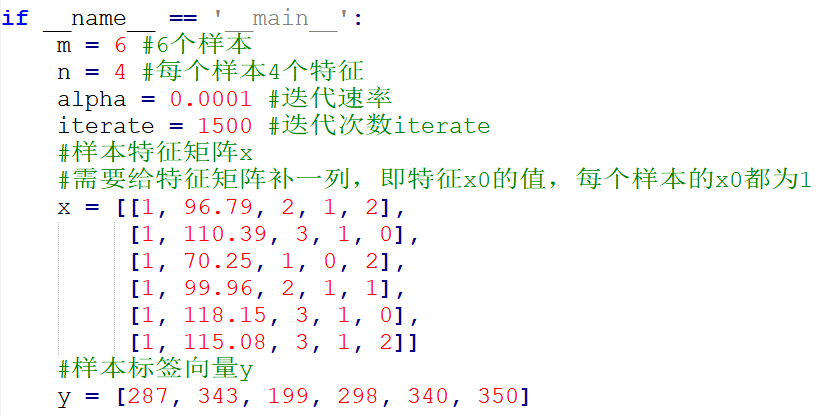 if __name__ == '__main__':
    m = 6 #6个样本
    n = 4 #每个样本4个特征
    alpha = 0.0001 #迭代速率
    iterate = 1500 #迭代次数iterate
    #样本特征矩阵x
    #需要给特征矩阵补一列，即特征x0的值，每个样本的x0都为1
    x = [[1, 96.79, 2, 1, 2],
         [1, 110.39, 3, 1, 0],
         [1, 70.25, 1, 0, 2],
         [1, 99.96, 2, 1, 1],
         [1, 118.15, 3, 1, 0],
         [1, 115.08, 3, 1, 2]]
    #样本标签向量y
    y = [287, 343, 199, 298, 340, 350]